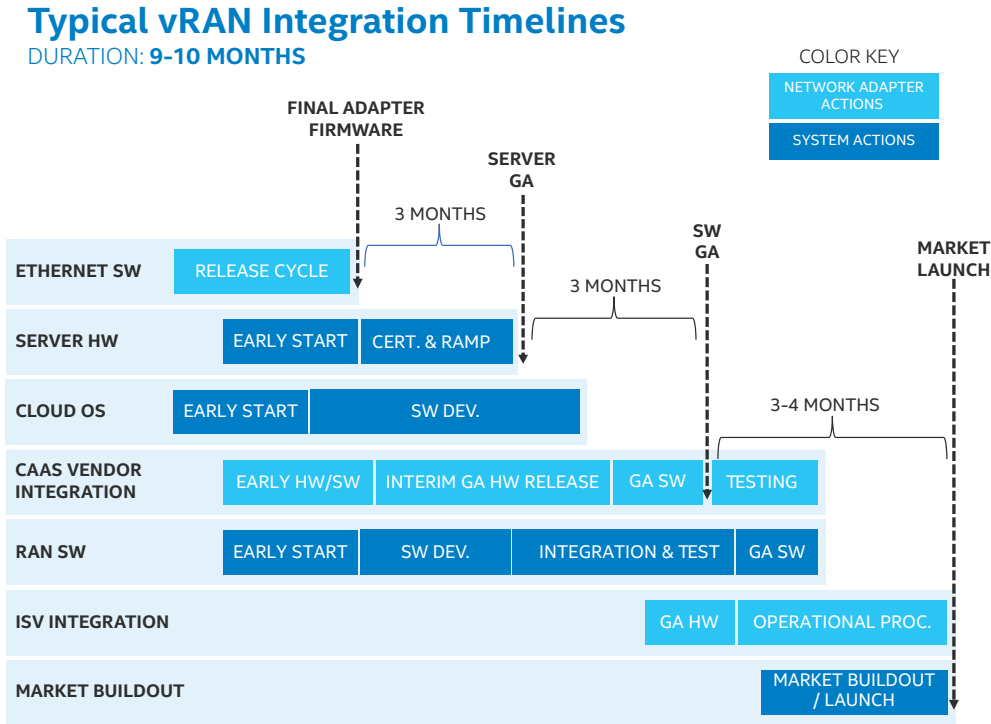 Typical vRAN Integration Timelines
DURATION: 9-10 MONTHS
COLOR KEY
NETWORK ADAPTER
ACTIONS
SYSTEM ACTIONS
FINAL ADAPTER
FIRMWARE
SERVER
GA
3 MONTHS
SW
GA
MARKET
LAUNCH
ETHERNET SW
RELEASE CYCLE
3 MONTHS
SERVER HW
EARLY START
CERT. & RAMP
CLOUD OS
EARLY START
SW DEV.
3-4 MONTHS
CAAS VENDOR
INTEGRATION
EARLY HW/SW
INTERIM GA HW RELEASE
GA SW
TESTING
RAN SW
EARLY START
SW DEV.
INTEGRATION & TEST
GA SW
ISV INTEGRATION
GA HW
OPERATIONAL PROC.
MARKET BUILDOUT
MARKET BUILDOUT
/ LAUNCH